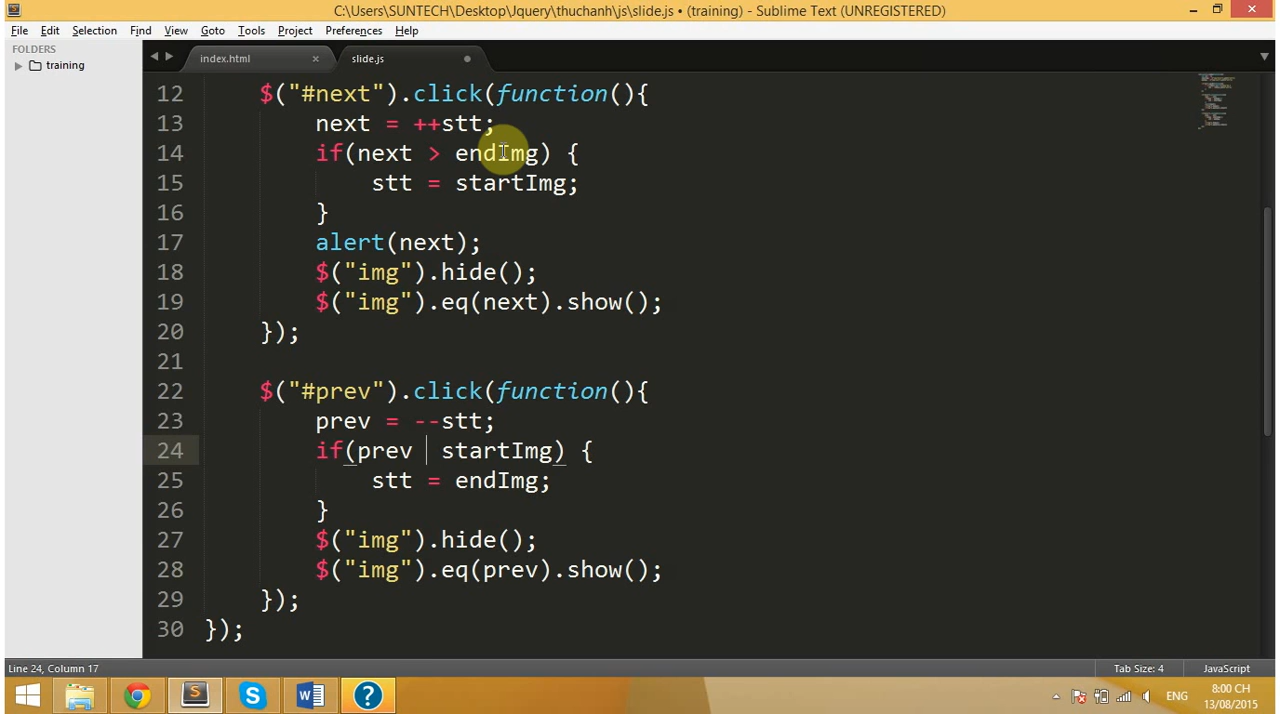 C:\Users\SUNTECH\Desktop\Jquery\thuchanh\js\slide.js • (training) - Sublime Text (UNREGISTERED)
File Edit Selection Find View Goto Tools Project Preferences Help
FOLDERS
training
index.html × slide.js
12 $("#next").click(function(){
13 next = ++stt;
14 if(next > endImg) {
15 stt = startImg;
16 }
17 alert(next);
18 $("img").hide();
19 $("img").eq(next).show();
20 });
21
22 $("#prev").click(function(){
23 prev = --stt;
24 if(prev startImg) {
25 stt = endImg;
26 }
27 $("img").hide();
28 $("img").eq(prev).show();
29 });
30 });
Line 24, Column 17 Tab Size: 4 JavaScript
ENG 8:00 CH
13/08/2015